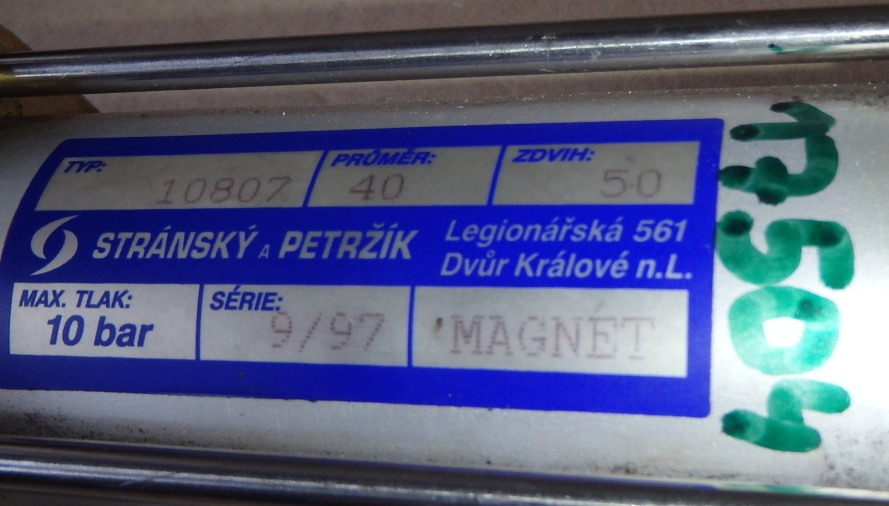 TYP: 10807 PRŮMĚR: 40 ZDVIH: 50
STRÁNSKÝ A PETRŽÍK
Legionářská 561
Dvůr Králové n.L.
MAX. TLAK: 10 bar
SÉRIE: 9/97
MAGNET
17504